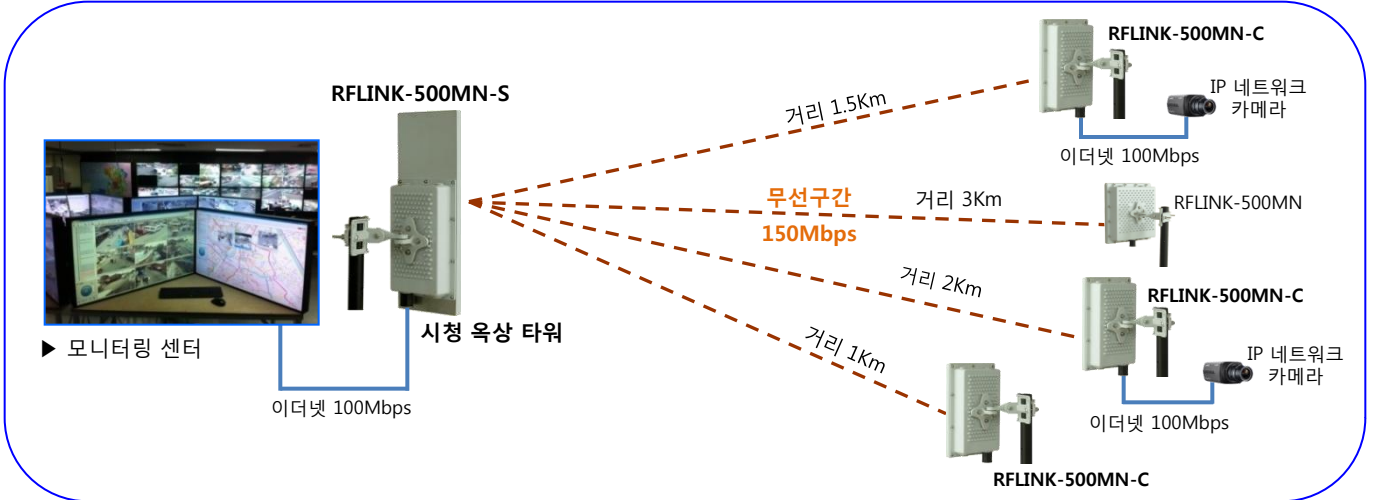 RFLINK-500MN-C
RFLINK-500MN-S
IP 네트워크
카메라
거리 1.5Km
이더넷 100Mbps
무선구간
150Mbps
거리 3Km
RFLINK-500MN
거리 2Km
RFLINK-500MN-C
시청 옥상 타워
▶ 모니터링 센터
거리 1Km
IP 네트워크
카메라
이더넷 100Mbps
이더넷 100Mbps
RFLINK-500MN-C